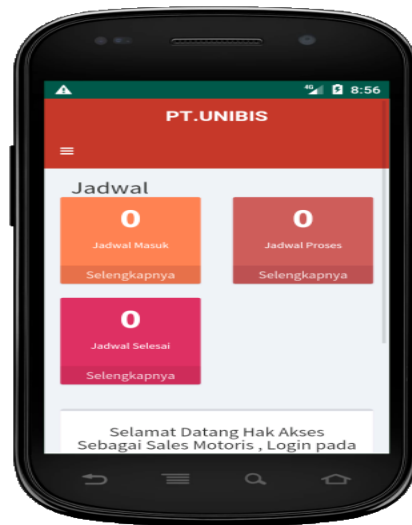 4G 8:56
PT.UNIBIS
Jadwal
0
Jadwal Masuk
Selengkapnya
0
Jadwal Proses
Selengkapnya
0
Jadwal Selesai
Selengkapnya
Selamat Datang Hak Akses
Sebagai Sales Motoris , Login pada